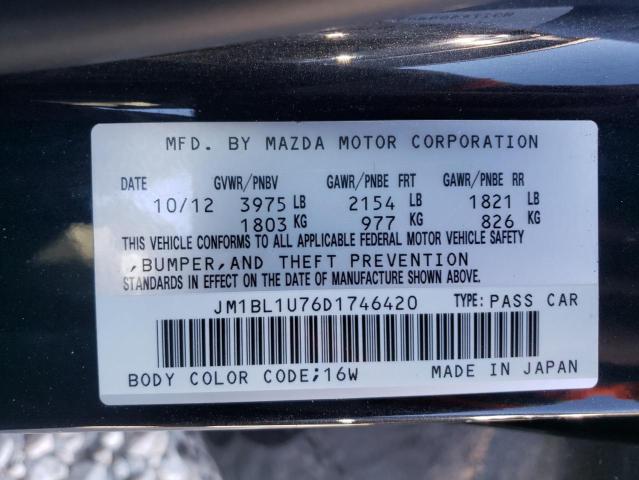 MFD. BY MAZDA MOTOR CORPORATION
DATE GVWR/PNBV GAWR/PNBE FRT GAWR/PNBE RR
10/12 3975 LB 2154 LB 1821 LB
1803 KG 977 KG 826 KG
THIS VEHICLE CONFORMS TO ALL APPLICABLE FEDERAL MOTOR VEHICLE SAFETY
,BUMPER,AND THEFT PREVENTION
STANDARDS IN EFFECT ON THE DATE OF MANUFACTURE SHOWN ABOVE.
JM1BL1U76D1746420 TYPE: PASS CAR
BODY COLOR CODE;16W MADE IN JAPAN